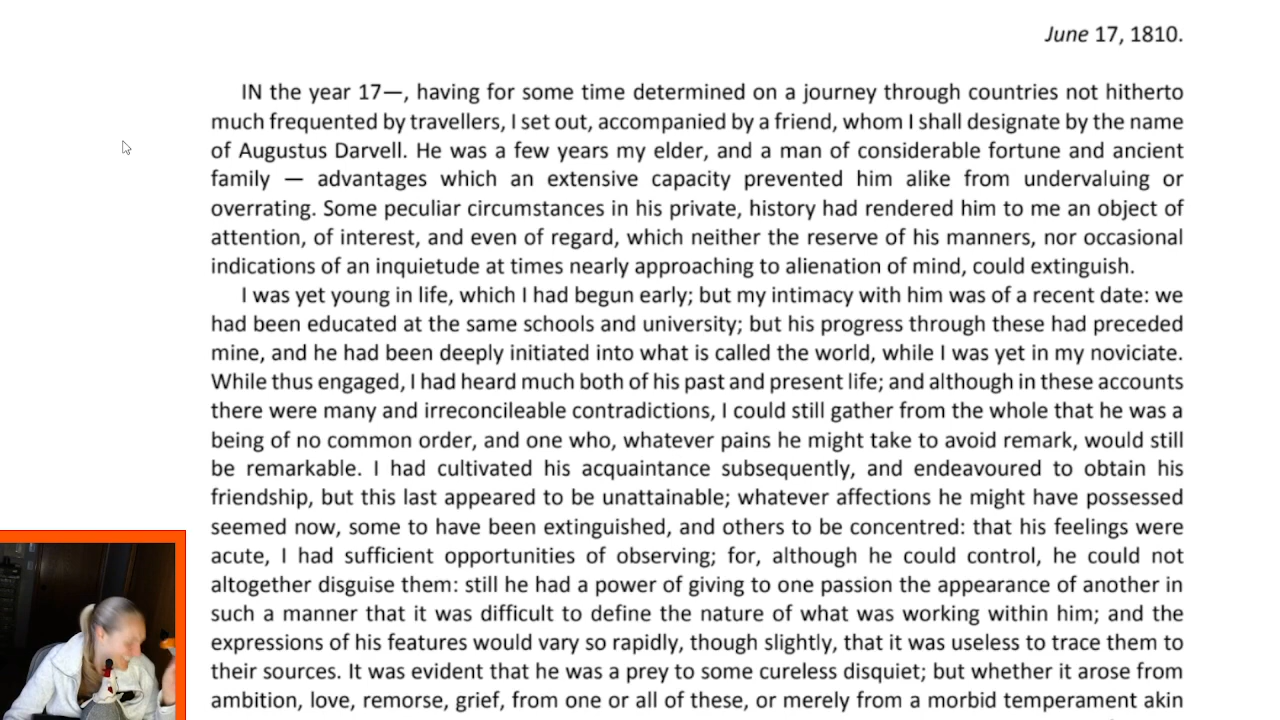 June 17, 1810.
IN the year 17—, having for some time determined on a journey through countries not hitherto
much frequented by travellers, I set out, accompanied by a friend, whom I shall designate by the name
of Augustus Darvell. He was a few years my elder, and a man of considerable fortune and ancient
family — advantages which an extensive capacity prevented him alike from undervaluing or
overrating. Some peculiar circumstances in his private, history had rendered him to me an object of
attention, of interest, and even of regard, which neither the reserve of his manners, nor occasional
indications of an inquietude at times nearly approaching to alienation of mind, could extinguish.
I was yet young in life, which I had begun early; but my intimacy with him was of a recent date: we
had been educated at the same schools and university; but his progress through these had preceded
mine, and he had been deeply initiated into what is called the world, while I was yet in my noviciate.
While thus engaged, I had heard much both of his past and present life; and although in these accounts
there were many and irreconcileable contradictions, I could still gather from the whole that he was a
being of no common order, and one who, whatever pains he might take to avoid remark, would still
be remarkable. I had cultivated his acquaintance subsequently, and endeavoured to obtain his
friendship, but this last appeared to be unattainable; whatever affections he might have possessed
seemed now, some to have been extinguished, and others to be concentred: that his feelings were
acute, I had sufficient opportunities of observing; for, although he could control, he could not
altogether disguise them: still he had a power of giving to one passion the appearance of another in
such a manner that it was difficult to define the nature of what was working within him; and the
expressions of his features would vary so rapidly, though slightly, that it was useless to trace them to
their sources. It was evident that he was a prey to some cureless disquiet; but whether it arose from
ambition, love, remorse, grief, from one or all of these, or merely from a morbid temperament akin